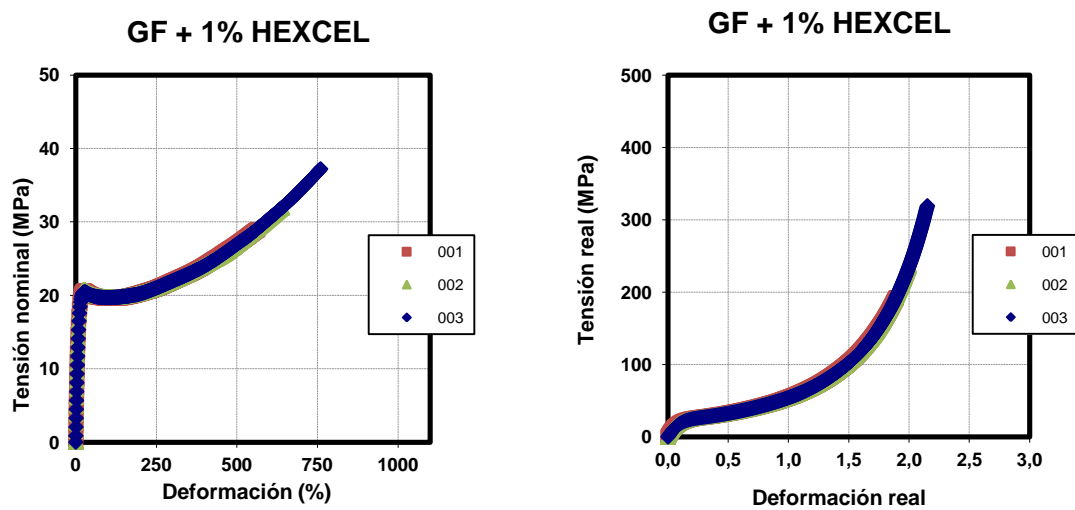 GF + 1% HEXCEL
50
40
30
20
10
0
Tensión nominal (MPa)
0 250 500 750 1000
Deformación (%)
001
002
003
GF + 1% HEXCEL
500
400
300
200
100
0
Tensión real (MPa)
0,0 0,5 1,0 1,5 2,0 2,5 3,0
Deformación real
001
002
003